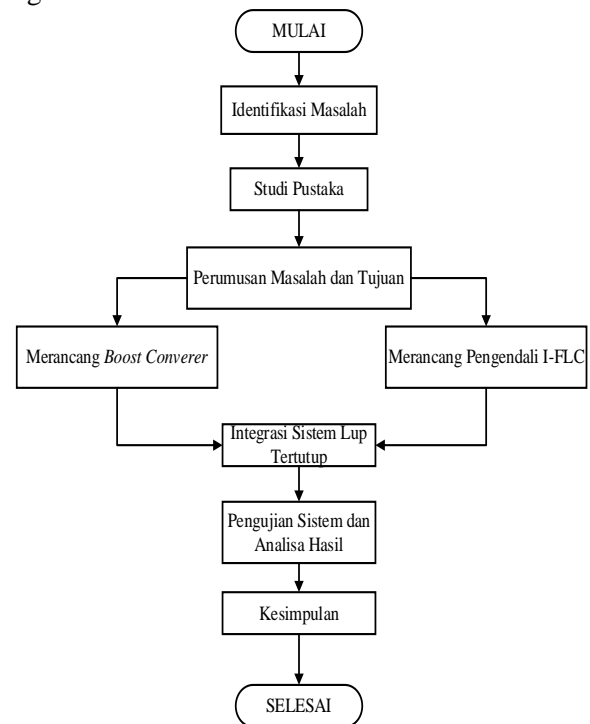 MULAI
Identifikasi Masalah
Studi Pustaka
Perumusan Masalah dan Tujuan
Merancang Boost Converer
Merancang Pengendali I-FLC
Integrasi Sistem Lup
Tertutup
Pengujian Sistem dan
Analisa Hasil
Kesimpulan
SELESAI